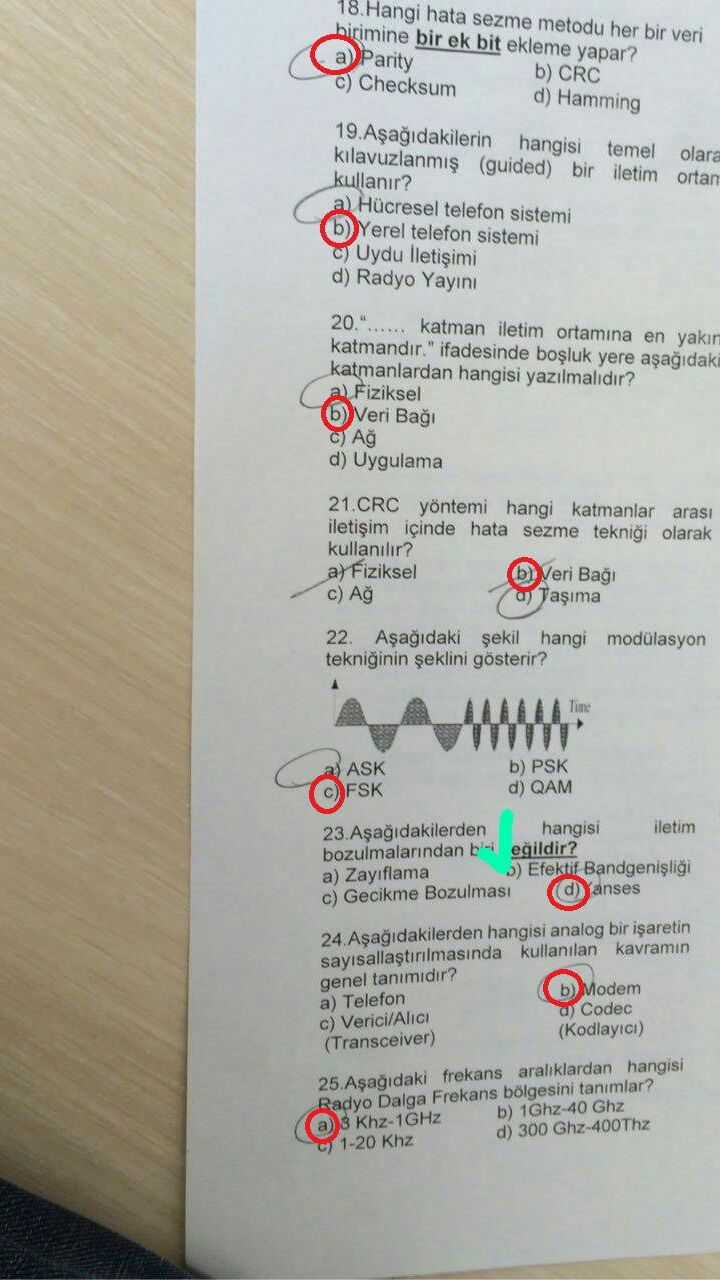 18.Hangi hata sezme metodu her bir veri
birimine bir ek bit ekleme yapar?
a) Parity b) CRC
c) Checksum d) Hamming
19.Aşağıdakilerin hangisi temel olara
kılavuzlanmış (guided) bir iletim ortam
kullanır?
a) Hücresel telefon sistemi
b) Yerel telefon sistemi
c) Uydu İletişimi
d) Radyo Yayını
20.“...... katman iletim ortamına en yakın
katmandır.” ifadesinde boşluk yere aşağıdaki
katmanlardan hangisi yazılmalıdır?
a) Fiziksel
b) Veri Bağı
c) Ağ
d) Uygulama
21.CRC yöntemi hangi katmanlar arası
iletişim içinde hata sezme tekniği olarak
kullanılır?
a) Fiziksel b) Veri Bağı
c) Ağ d) Taşıma
22. Aşağıdaki şekil hangi modülasyon
tekniğinin şeklini gösterir?
Time
a) ASK b) PSK
c) FSK d) QAM
23.Aşağıdakilerden hangisi iletim
bozulmalarından biri değildir?
a) Zayıflama b) Efektif Bandgenişliği
c) Gecikme Bozulması d) Yanses
24.Aşağıdakilerden hangisi analog bir işaretin
sayısallaştırılmasında kullanılan kavramın
genel tanımıdır?
a) Telefon b) Modem
c) Verici/Alıcı d) Codec
(Transceiver) (Kodlayıcı)
25.Aşağıdaki frekans aralıklardan hangisi
Radyo Dalga Frekans bölgesini tanımlar?
a) 3 Khz-1GHz b) 1Ghz-40 Ghz
c) 1-20 Khz d) 300 Ghz-400Thz